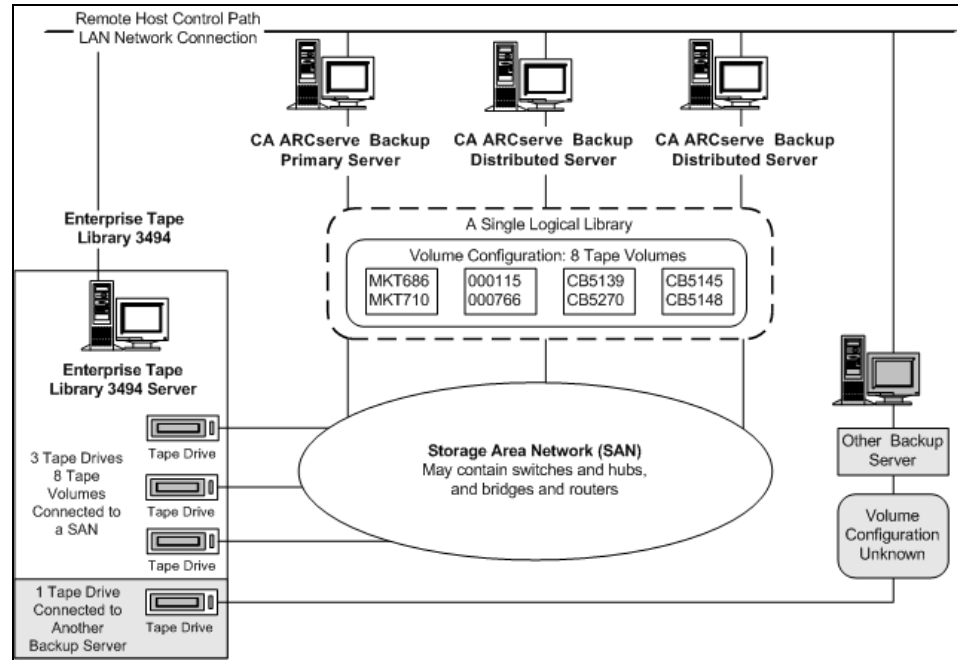 Remote Host Control Path
LAN Network Connection
CA ARCserve Backup
Primary Server
CA ARCserve Backup
Distributed Server
CA ARCserve Backup
Distributed Server
Enterprise Tape
Library 3494
A Single Logical Library
Volume Configuration: 8 Tape Volumes
MKT686
MKT710
000115
000766
CB5139
CB5270
CB5145
CB5148
Enterprise Tape
Library 3494 Server
3 Tape Drives
8 Tape
Volumes
Connected to
a SAN
Tape Drive
Tape Drive
Tape Drive
Storage Area Network (SAN)
May contain switches and hubs,
and bridges and routers
Other Backup
Server
Volume
Configuration
Unknown
1 Tape Drive
Connected to
Another
Backup Server
Tape Drive